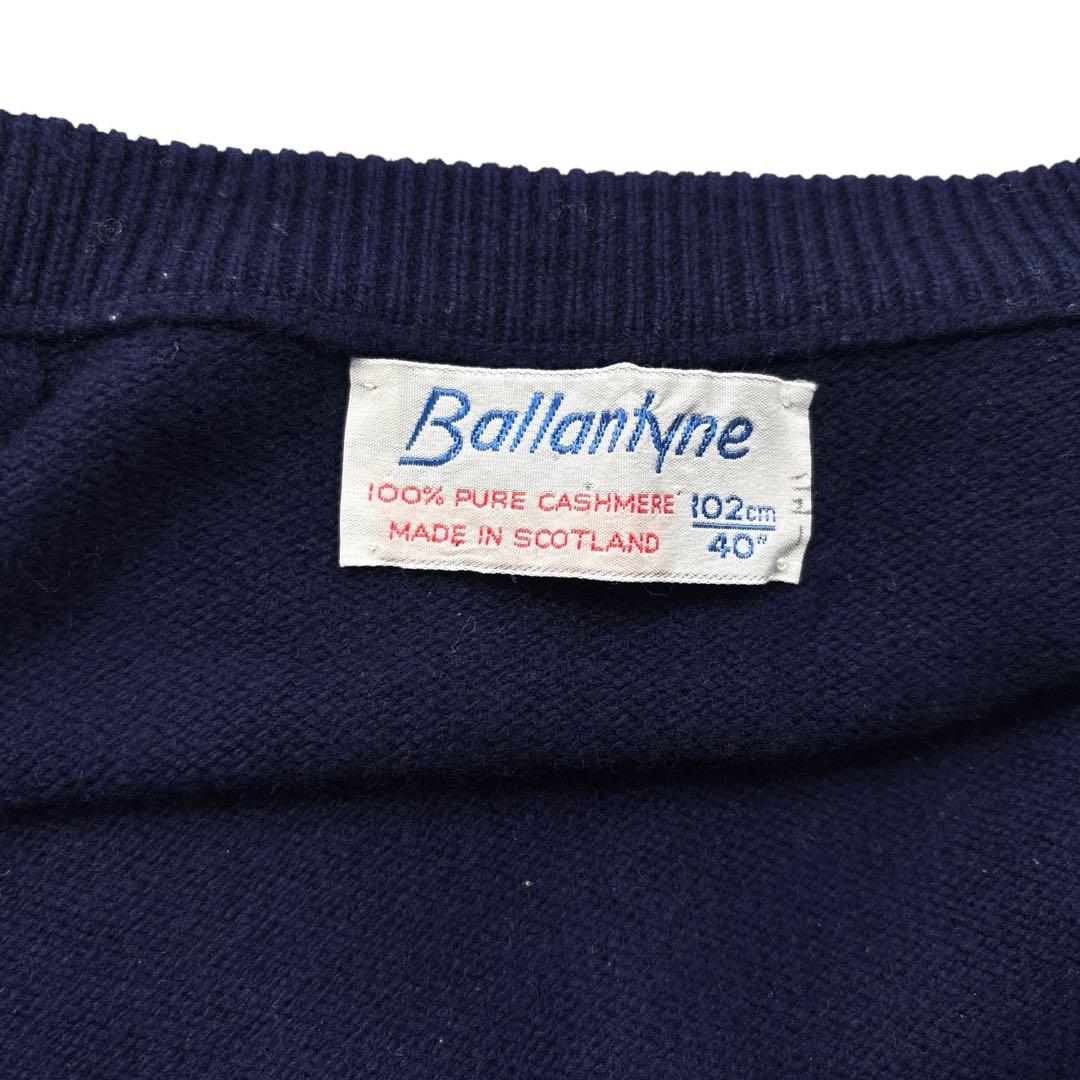 Ballantyne
100% PURE CASHMERE 102cm
MADE IN SCOTLAND 40"